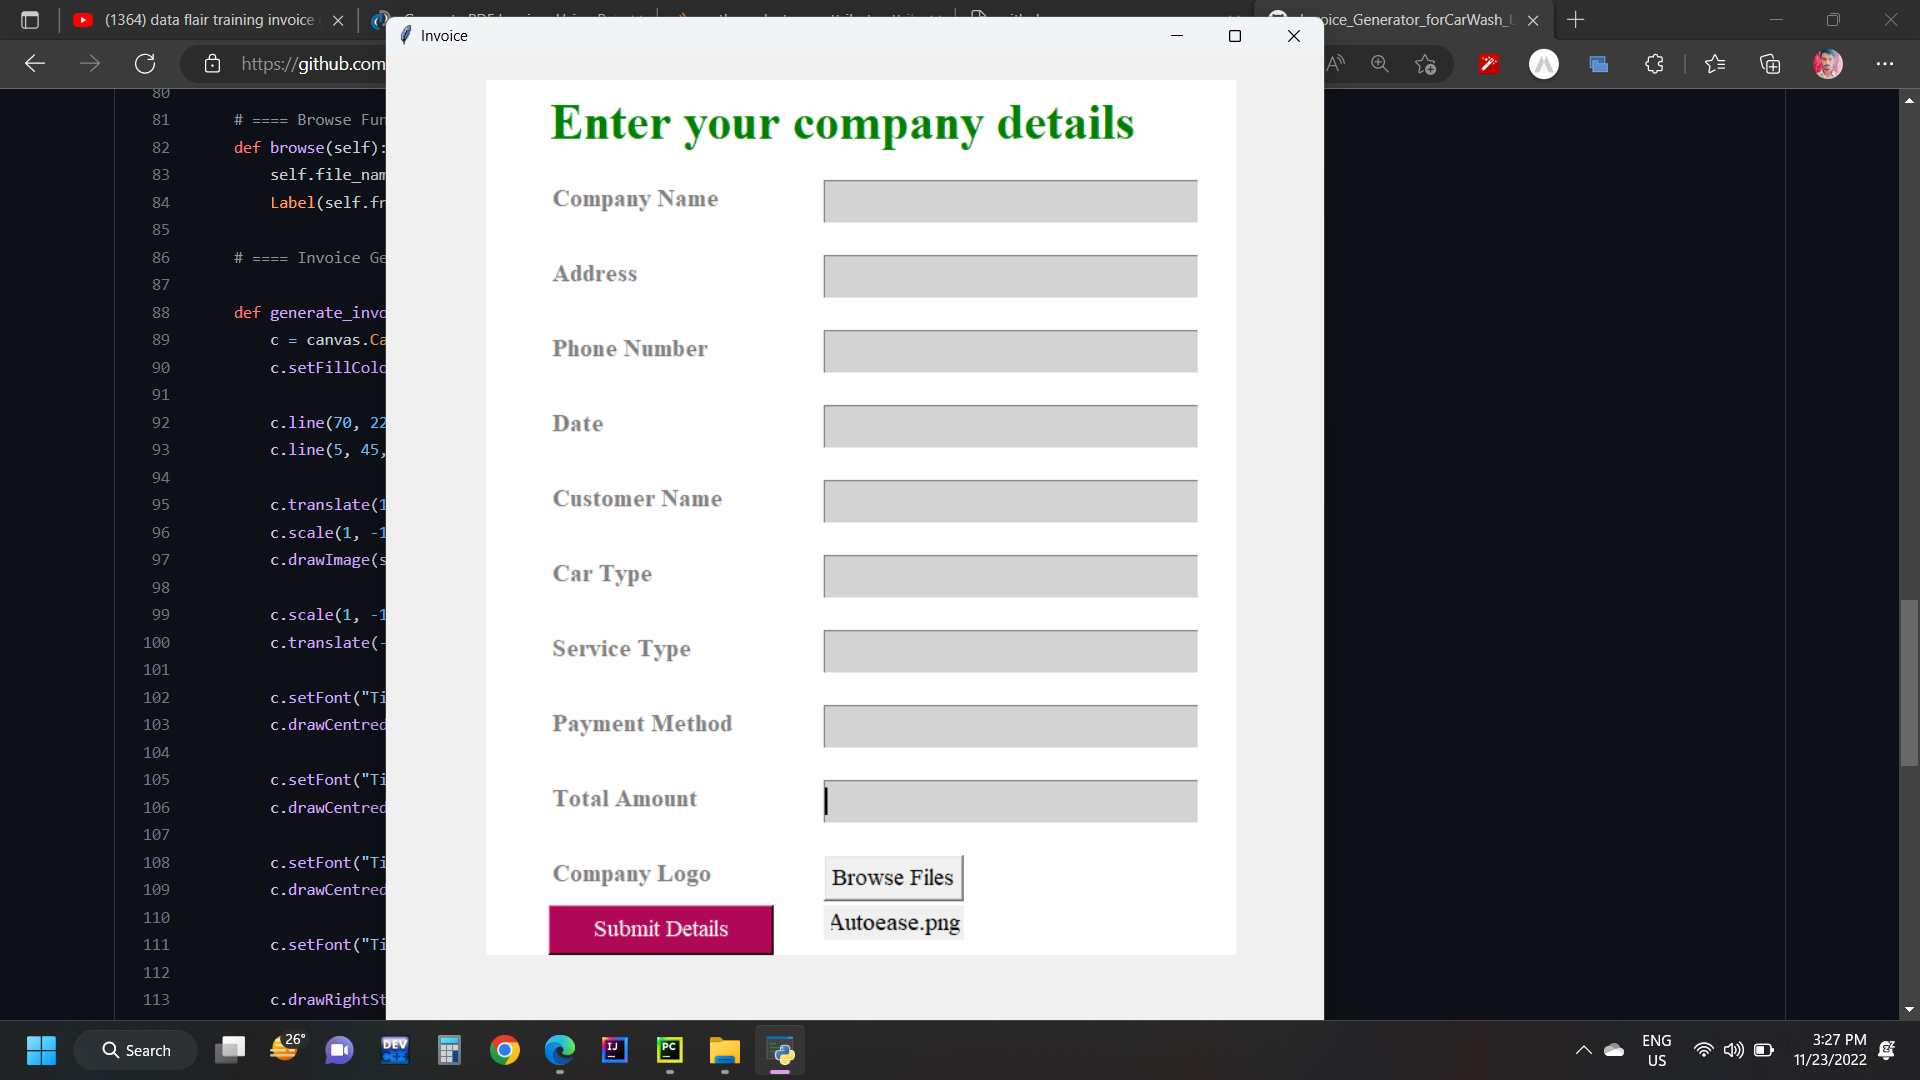 (1364) data flair training invoice
oice_Generator_forCarWash_
Invoice
https://github.com
80
81 # ==== Browse Fun
82 def browse(self):
83 self.file_nam
84 Label(self.fr
85
86 # ==== Invoice Ge
87
88 def generate_invo
89 c = canvas.Ca
90 c.setFillColo
91
92 c.line(70, 22
93 c.line(5, 45,
94
95 c.translate(1
96 c.scale(1, -1
97 c.drawImage(s
98
99 c.scale(1, -1
100 c.translate(-
101
102 c.setFont("Ti
103 c.drawCentred
104
105 c.setFont("Ti
106 c.drawCentred
107
108 c.setFont("Ti
109 c.drawCentred
110
111 c.setFont("Ti
112
113 c.drawRightSt
Enter your company details
Company Name
Address
Phone Number
Date
Customer Name
Car Type
Service Type
Payment Method
Total Amount
Company Logo
Browse Files
Submit Details
Autoease.png
Search
26°
DEV
C++
IJ
PC
ENG
US
3:27 PM
11/23/2022